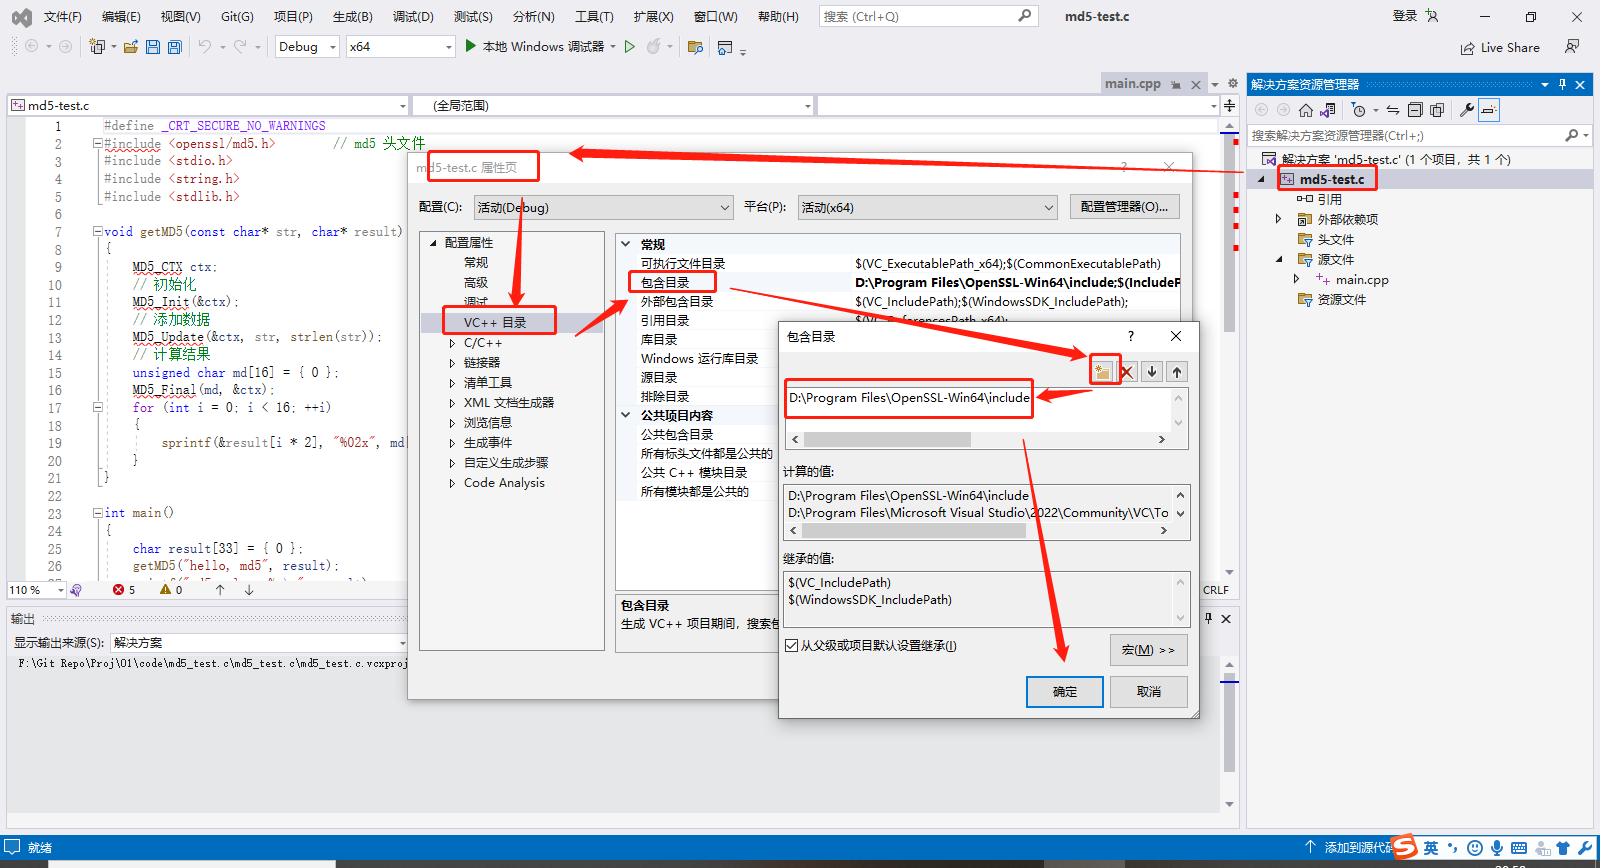 文件(F) 编辑(E) 视图(V) Git(G) 项目(P) 生成(B) 调试(D) 测试(S) 分析(N) 工具(T) 扩展(X) 窗口(W) 帮助(H) 搜索 (Ctrl+Q) md5-test.c 登录
Debug x64 本地 Windows 调试器 Live Share
main.cpp
md5-test.c (全局范围)
1 #define _CRT_SECURE_NO_WARNINGS
2 #include <openssl/md5.h> // md5 头文件
3 #include <stdio.h>
4 #include <string.h>
5 #include <stdlib.h>
6
7 void getMD5(const char* str, char* result)
8 {
9 MD5_CTX ctx;
10 // 初始化
11 MD5_Init(&ctx);
12 // 添加数据
13 MD5_Update(&ctx, str, strlen(str));
14 // 计算结果
15 unsigned char md[16] = { 0 };
16 MD5_Final(md, &ctx);
17 for (int i = 0; i < 16; ++i)
18 {
19 sprintf(&result[i * 2], "%02x", md[
20 }
21 }
22
23 int main()
24 {
25 char result[33] = { 0 };
26 getMD5("hello, md5", result);
110 % 5 0
CRLF
输出
显示输出来源(S): 解决方案
F:\Git Repo\Proj\01\code\md5_test.c\md5_test.c\md5_test.c.vcxproj
md5-test.c 属性页
?
配置(C): 活动(Debug) 平台(P): 活动(x64) 配置管理器(O)...
配置属性
常规
高级
调试
VC++ 目录
C/C++
链接器
清单工具
XML 文档生成器
浏览信息
生成事件
自定义生成步骤
Code Analysis
常规
可执行文件目录 $(VC_ExecutablePath_x64);$(CommonExecutablePath)
包含目录 D:\Program Files\OpenSSL-Win64\include;$(IncludeP
外部包含目录 $(VC_IncludePath);$(WindowsSDK_IncludePath);
引用目录 $(VC_ReferencesPath_x64);
库目录
Windows 运行库目录
源目录
排除目录
公共项目内容
公共包含目录
所有标头文件都是公共的
公共 C++ 模块目录
所有模块都是公共的
包含目录
生成 VC++ 项目期间，搜索包
包含目录 ?
D:\Program Files\OpenSSL-Win64\include
计算的值:
D:\Program Files\OpenSSL-Win64\include
D:\Program Files\Microsoft Visual Studio\2022\Community\VC\To
继承的值:
$(VC_IncludePath)
$(WindowsSDK_IncludePath)
从父级或项目默认设置继承(I) 宏(M) >>
确定 取消
解决方案资源管理器
搜索解决方案资源管理器(Ctrl+;)
解决方案 'md5-test.c' (1 个项目，共 1 个)
md5-test.c
引用
外部依赖项
头文件
源文件
main.cpp
资源文件
就绪 添加到源代码 英